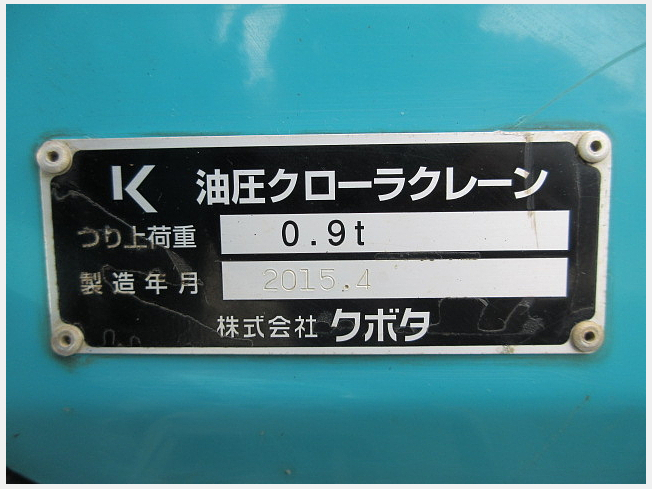 K 油圧クローラクレーン
つり上荷重 0.9t
製造年月 2015.4
株式会社 クボタ